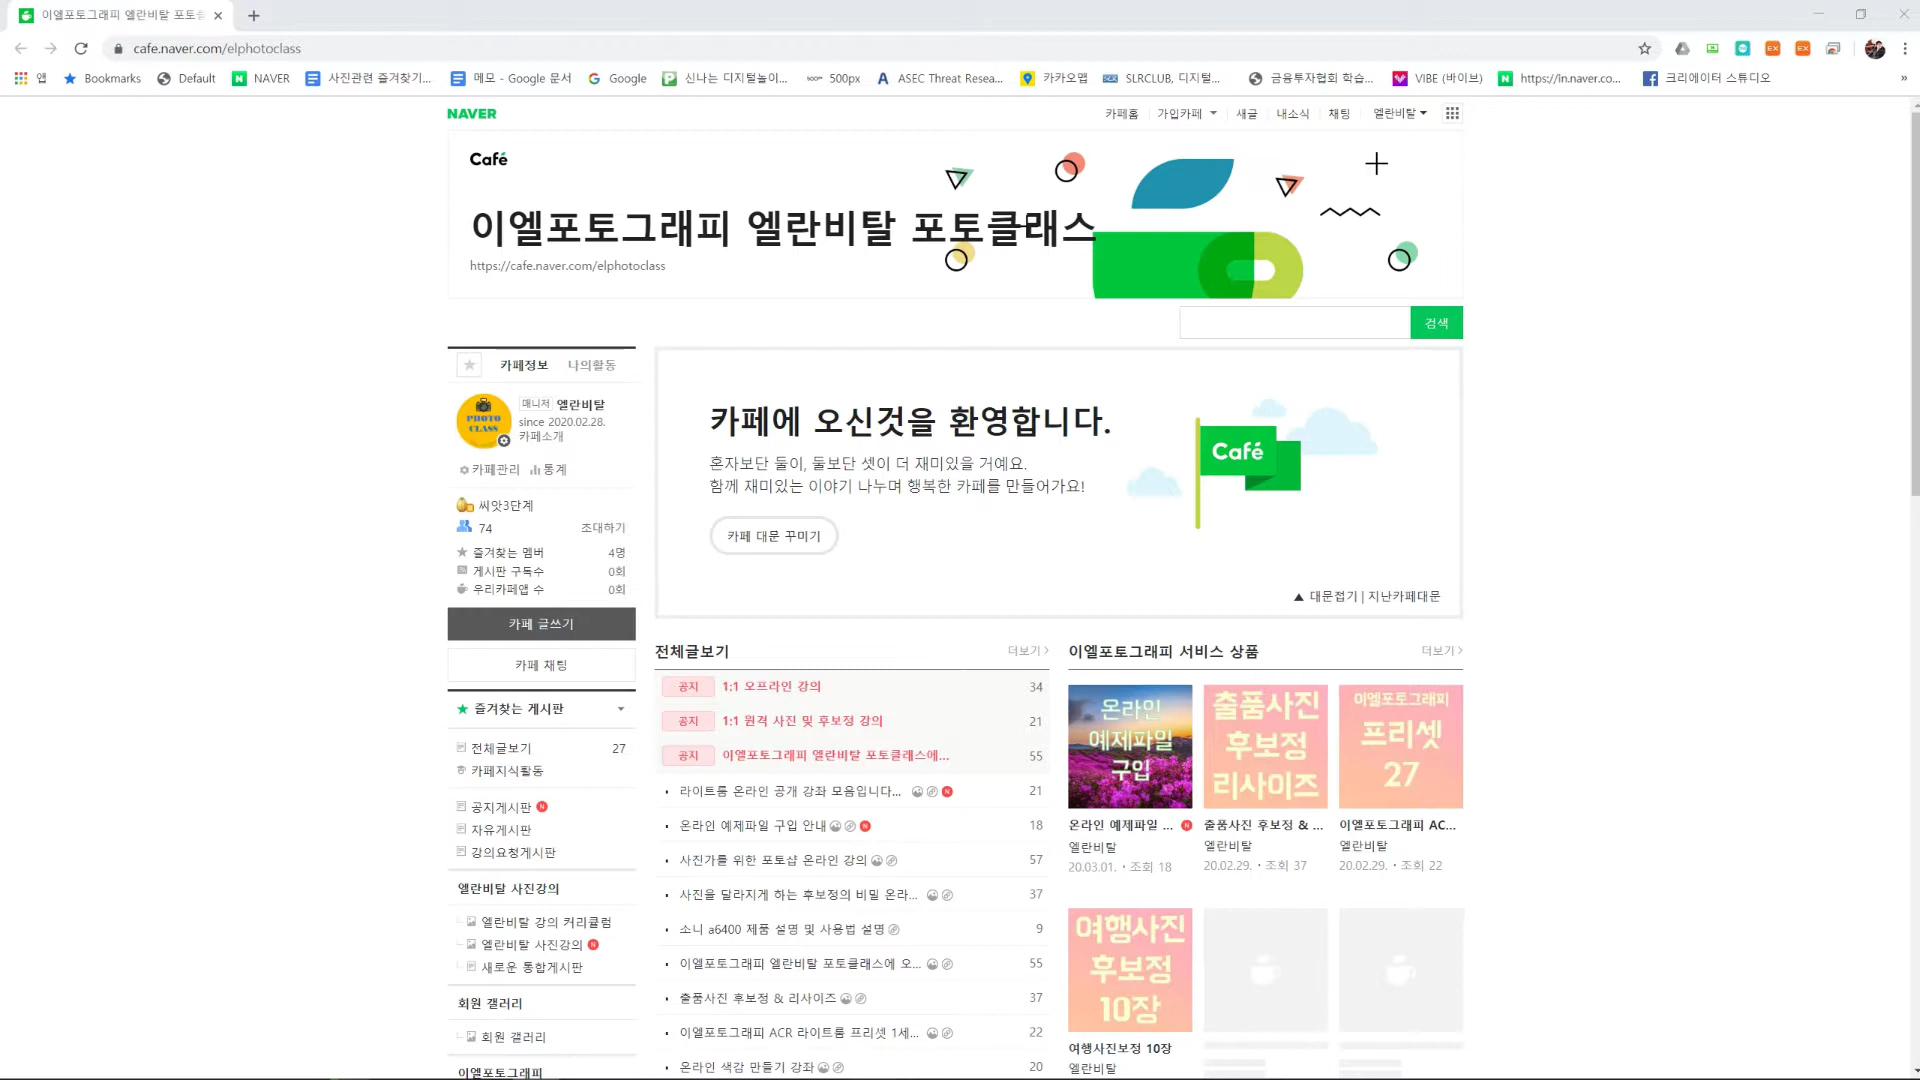 이엘포토그래피 엘란비탈 포토클
cafe.naver.com/elphotoclass
앱
Bookmarks
Default
NAVER
사진관련 즐겨찾기...
메모 - Google 문서
Google
신나는 디지털놀이...
500px
ASEC Threat Resea...
카카오맵
SLRCLUB, 디지털...
금융투자협회 학습...
VIBE (바이브)
https://in.naver.co...
크리에이터 스튜디오
NAVER
카페홈
가입카페
새글
내소식
채팅
엘란비탈
Café
이엘포토그래피 엘란비탈 포토클래스
https://cafe.naver.com/elphotoclass
검색
카페정보
나의활동
PHOTO
CLASS
매니저 엘란비탈
since 2020.02.28.
카페소개
카페관리
통계
씨앗3단계
74
초대하기
즐겨찾는 멤버 4명
게시판 구독수 0회
우리카페앱 수 0회
카페 글쓰기
카페 채팅
즐겨찾는 게시판
전체글보기 27
카페지식활동
공지게시판 N
자유게시판
강의요청게시판
엘란비탈 사진강의
엘란비탈 강의 커리큘럼
엘란비탈 사진강의 N
새로운 통합게시판
회원 갤러리
회원 갤러리
이엘포토그래피
카페에 오신것을 환영합니다.
혼자보단 둘이, 둘보단 셋이 더 재미있을 거예요.
함께 재미있는 이야기 나누며 행복한 카페를 만들어가요!
카페 대문 꾸미기
Café
▲ 대문접기 | 지난카페대문
전체글보기
더보기 >
공지 1:1 오프라인 강의 34
공지 1:1 원격 사진 및 후보정 강의 21
공지 이엘포토그래피 엘란비탈 포토클래스에... 55
라이트룸 온라인 공개 강좌 모음입니다... N 21
온라인 예제파일 구입 안내 N 18
사진가를 위한 포토샵 온라인 강의 57
사진을 달라지게 하는 후보정의 비밀 온라... 37
소니 a6400 제품 설명 및 사용법 설명 9
이엘포토그래피 엘란비탈 포토클래스에 오... 55
출품사진 후보정 & 리사이즈 37
이엘포토그래피 ACR 라이트룸 프리셋 1세... 22
온라인 색감 만들기 강좌 20
이엘포토그래피 서비스 상품
더보기 >
온라인
예제파일
구입
온라인 예제파일 ... N
엘란비탈
20.03.01. · 조회 18
출품사진
후보정
리사이즈
출품사진 후보정 & ...
엘란비탈
20.02.29. · 조회 37
이엘포토그래피
프리셋
27
이엘포토그래피 AC...
엘란비탈
20.02.29. · 조회 22
여행사진
후보정
10장
여행사진보정 10장
엘란비탈